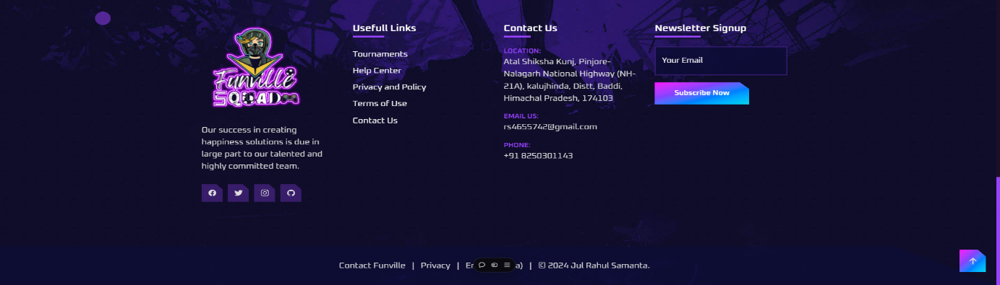 Funville
SQUAD
Our success in creating
happiness solutions is due in
large part to our talented and
highly committed team.
Usefull Links
Tournaments
Help Center
Privacy and Policy
Terms of Use
Contact Us
Contact Us
LOCATION:
Atal Shiksha Kunj, Pinjore-
Nalagarh National Highway (NH-
21A), kalujhinda, Distt, Baddi,
Himachal Pradesh, 174103
EMAIL US:
rs4655742@gmail.com
PHONE:
+91 8250301143
Newsletter Signup
Your Email
Subscribe Now
Contact Funville | Privacy | a) | © 2024 Jul Rahul Samanta.